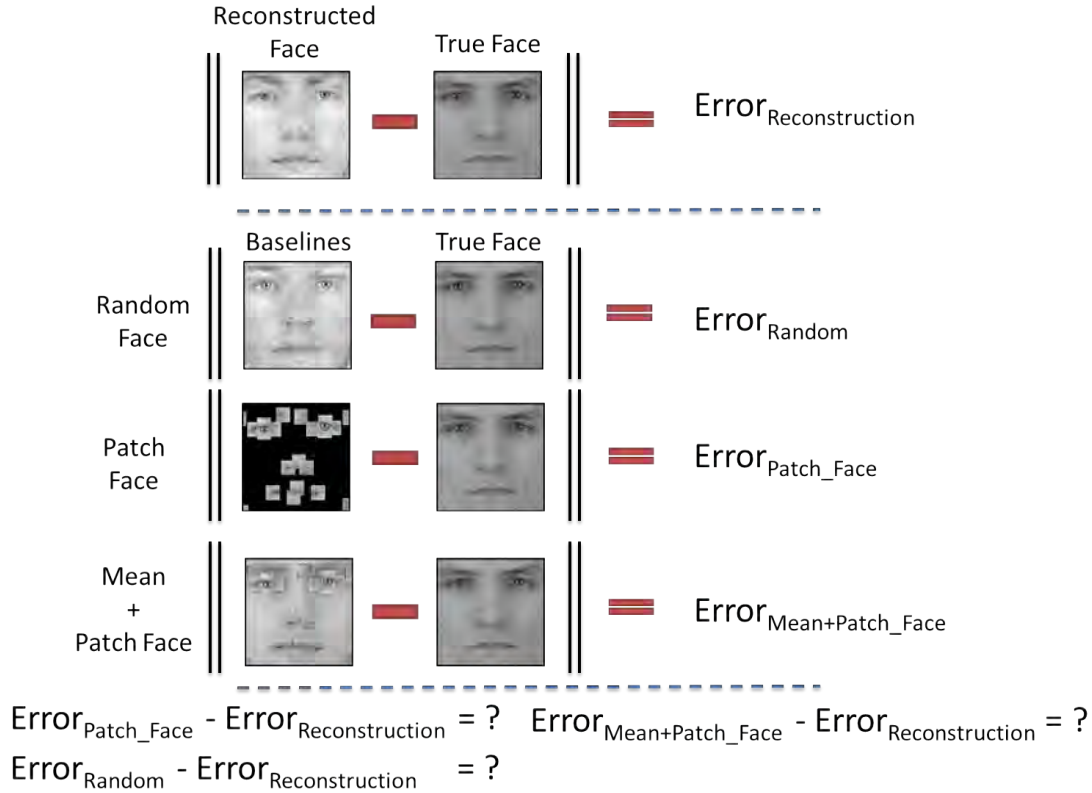 Reconstructed
Face
True Face
Error_Reconstruction
Baselines
True Face
Random
Face
Error_Random
Patch
Face
Error_Patch_Face
Mean
+
Patch Face
Error_Mean+Patch_Face
Error_Patch_Face - Error_Reconstruction = ? Error_Mean+Patch_Face - Error_Reconstruction = ?
Error_Random - Error_Reconstruction = ?